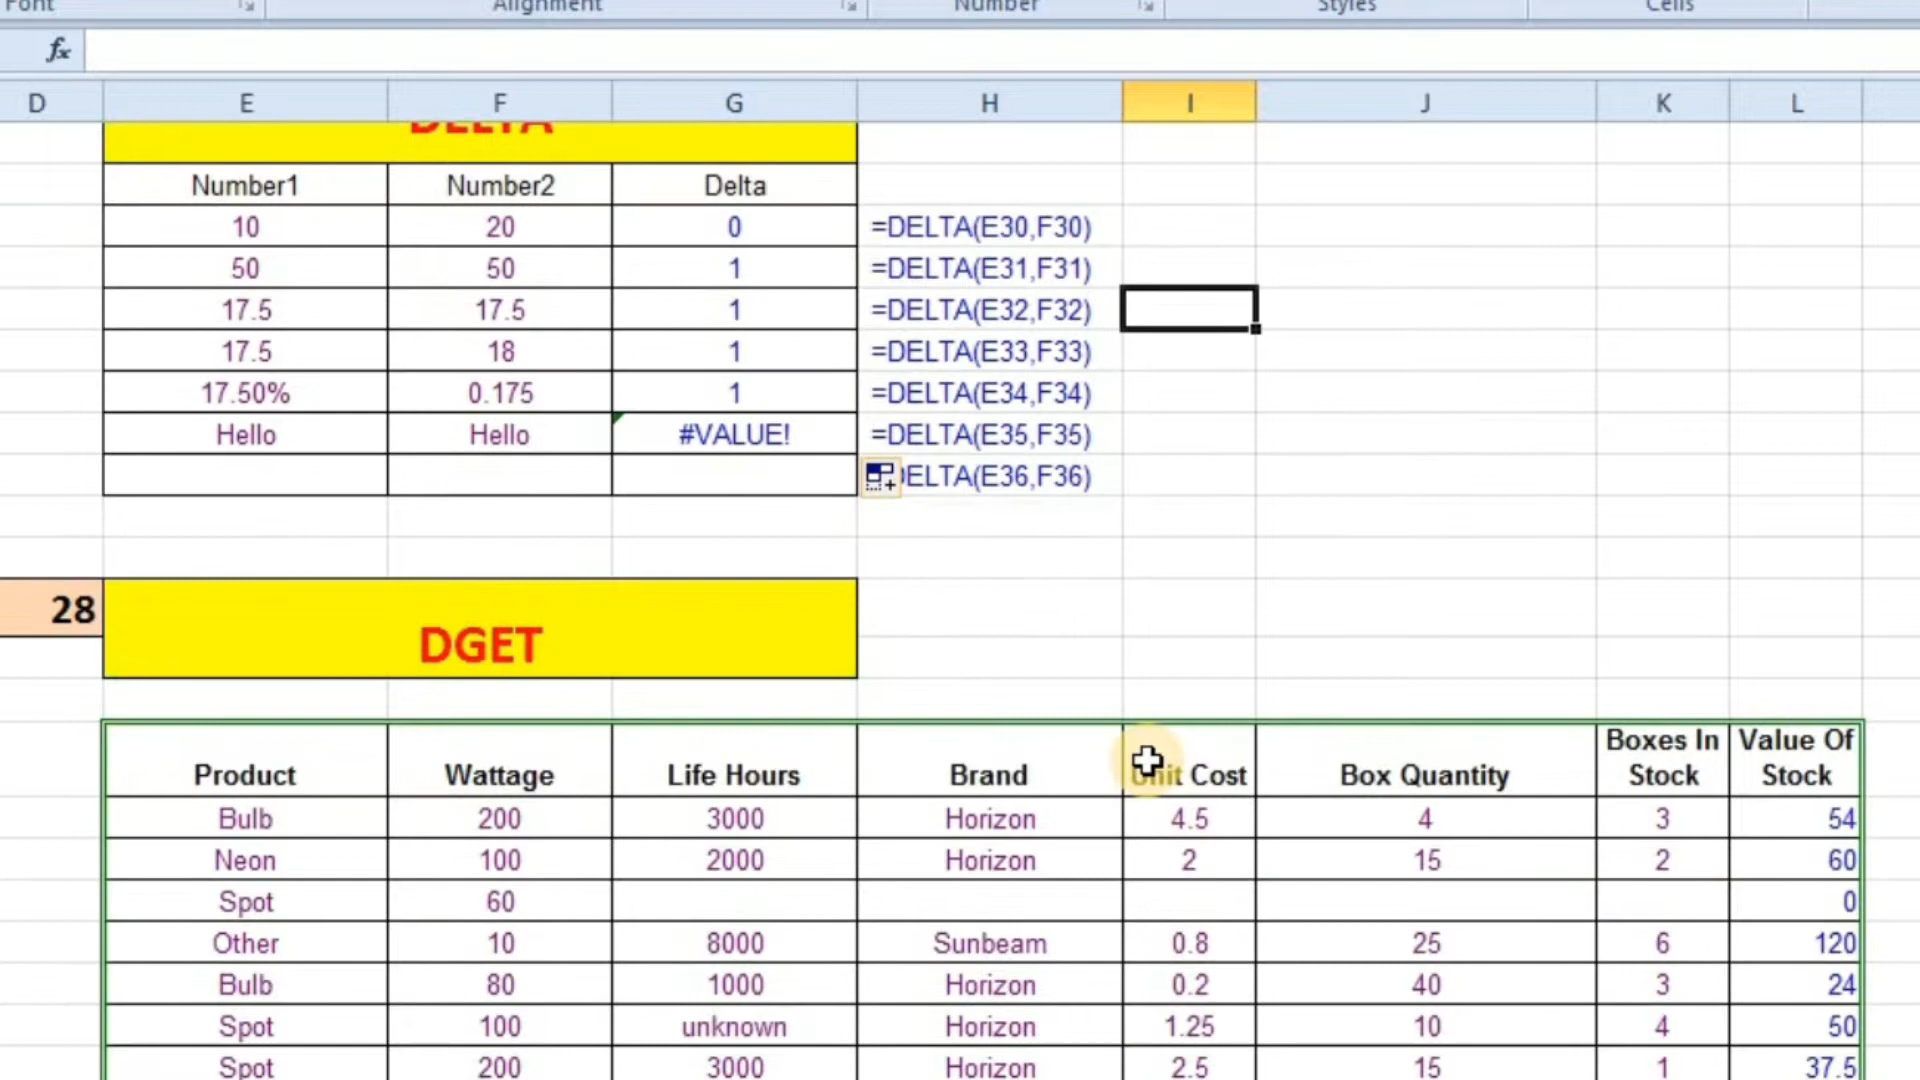 Font Alignment Number Styles Cells
fx
D E F G H I J K L
DELTA
Number1 Number2 Delta
10 20 0 =DELTA(E30,F30)
50 50 1 =DELTA(E31,F31)
17.5 17.5 1 =DELTA(E32,F32)
17.5 18 1 =DELTA(E33,F33)
17.50% 0.175 1 =DELTA(E34,F34)
Hello Hello #VALUE! =DELTA(E35,F35)
DELTA(E36,F36)
28 DGET
Product Wattage Life Hours Brand Unit Cost Box Quantity Boxes In Stock Value Of Stock
Bulb 200 3000 Horizon 4.5 4 3 54
Neon 100 2000 Horizon 2 15 2 60
Spot 60 0
Other 10 8000 Sunbeam 0.8 25 6 120
Bulb 80 1000 Horizon 0.2 40 3 24
Spot 100 unknown Horizon 1.25 10 4 50
Spot 200 3000 Horizon 2.5 15 1 37.5